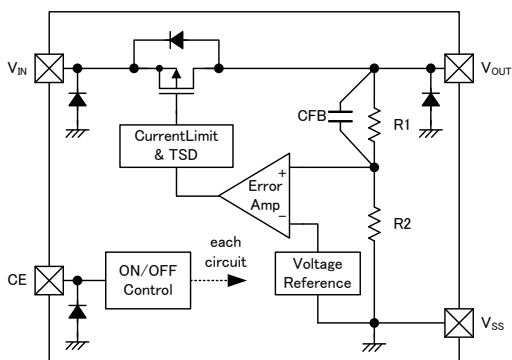 VIN
VOUT
CFB
R1
CurrentLimit
& TSD
+
Error
Amp
−
R2
each
circuit
CE
ON/OFF
Control
Voltage
Reference
VSS